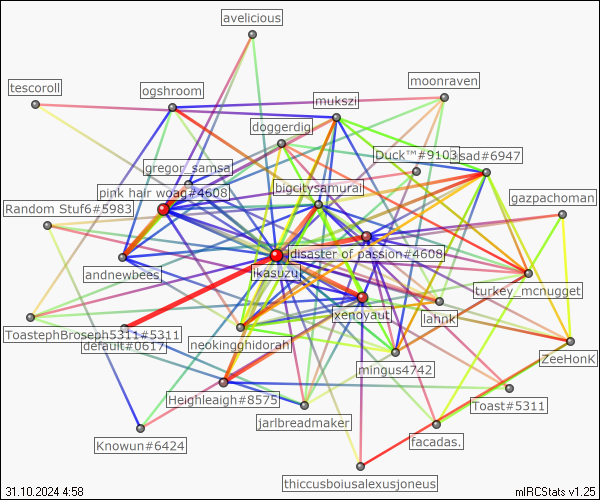 avelicious
tescoroll
ogshroom
moonraven
mukszi
doggerdig
Duck™#9103
sad#6947
gregor_samsa
pink hair woag#4608
bigcitysamurai
gazpachoman
Random Stuf6#5983
disaster of passion#4608
andnewbees
ikasuzu
turkey_mcnugget
xenoyaut
lahnk
ToastephBroseph5311#5311
default#0617
neokinghidorah
mingus4742
ZeeHonK
Heighleaigh#8575
Toast#5311
jarlbreadmaker
facadas.
Knowun#6424
thiccusboiusalexusjoneus
31.10.2024 4:58
mIRCStats v1.25